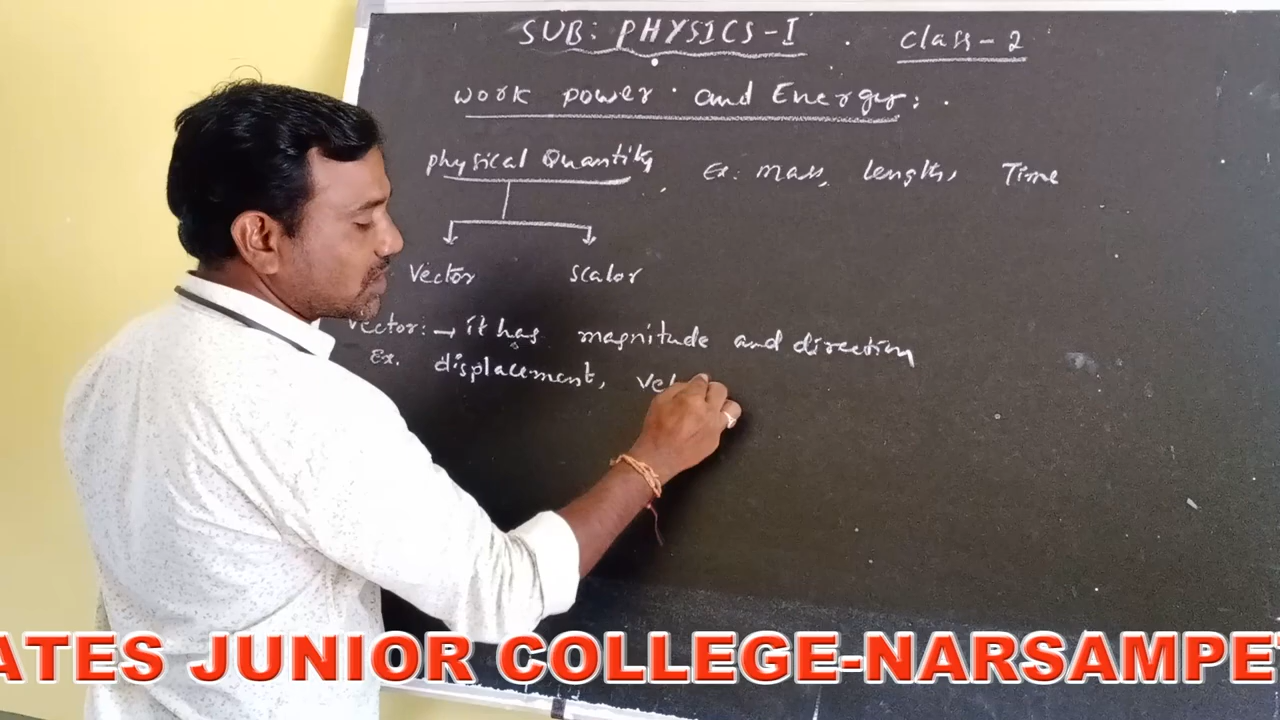 SUB: PHYSICS-I . Class-2
Work power and Energy: .
physical Quantity, Ex: mass, length, Time
Vector Scalar
Vector: → it has magnitude and direction
Ex. displacement, Vel
ATES JUNIOR COLLEGE-NARSAMPET